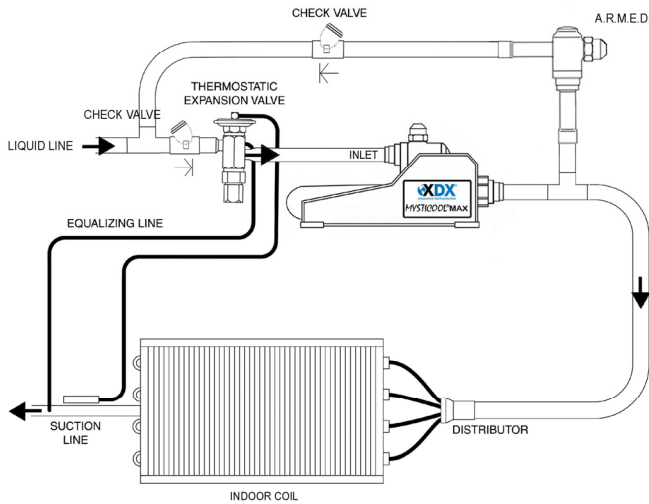 CHECK VALVE
A.R.M.E.D
THERMOSTATIC
EXPANSION VALVE
CHECK VALVE
LIQUID LINE
INLET
XDX
MYSTICOOL®MAX
EQUALIZING LINE
SUCTION
LINE
DISTRIBUTOR
INDOOR COIL